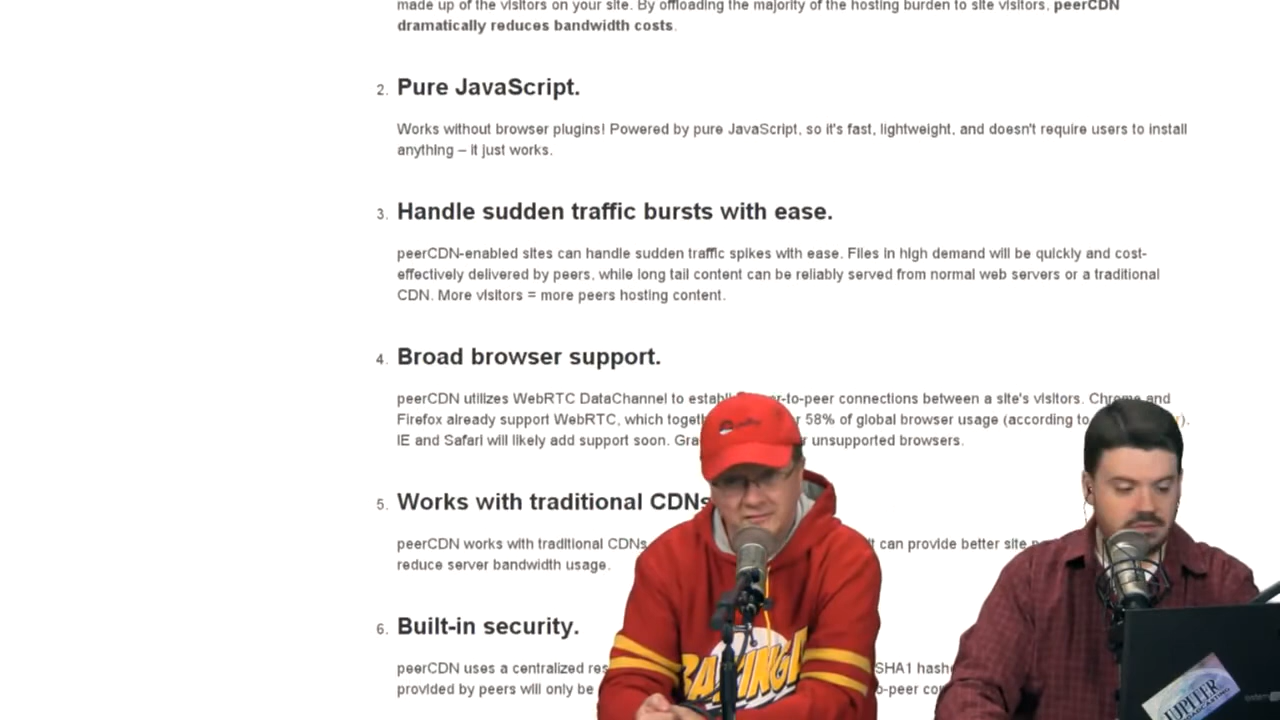 made up of the visitors on your site. By offloading the majority of the hosting burden to site visitors, peerCDN
dramatically reduces bandwidth costs.
2. Pure JavaScript.
Works without browser plugins! Powered by pure JavaScript, so it's fast, lightweight, and doesn't require users to install
anything – it just works.
3. Handle sudden traffic bursts with ease.
peerCDN-enabled sites can handle sudden traffic spikes with ease. Files in high demand will be quickly and cost-
effectively delivered by peers, while long tail content can be reliably served from normal web servers or a traditional
CDN. More visitors = more peers hosting content.
4. Broad browser support.
peerCDN utilizes WebRTC DataChannel to peer-to-peer connections between a site's visitors. Chrome and
Firefox already support WebRTC, which 58% of global browser usage (according to
IE and Safari will likely add support soon. unsupported browsers.
5. Works with traditional CDNs
peerCDN works with traditional CDNs can provide better site
reduce server bandwidth usage.
6. Built-in security.
peerCDN uses a centralized SHA1
provided by peers will only be
BAZINGA
JUPITER
BROADCASTING